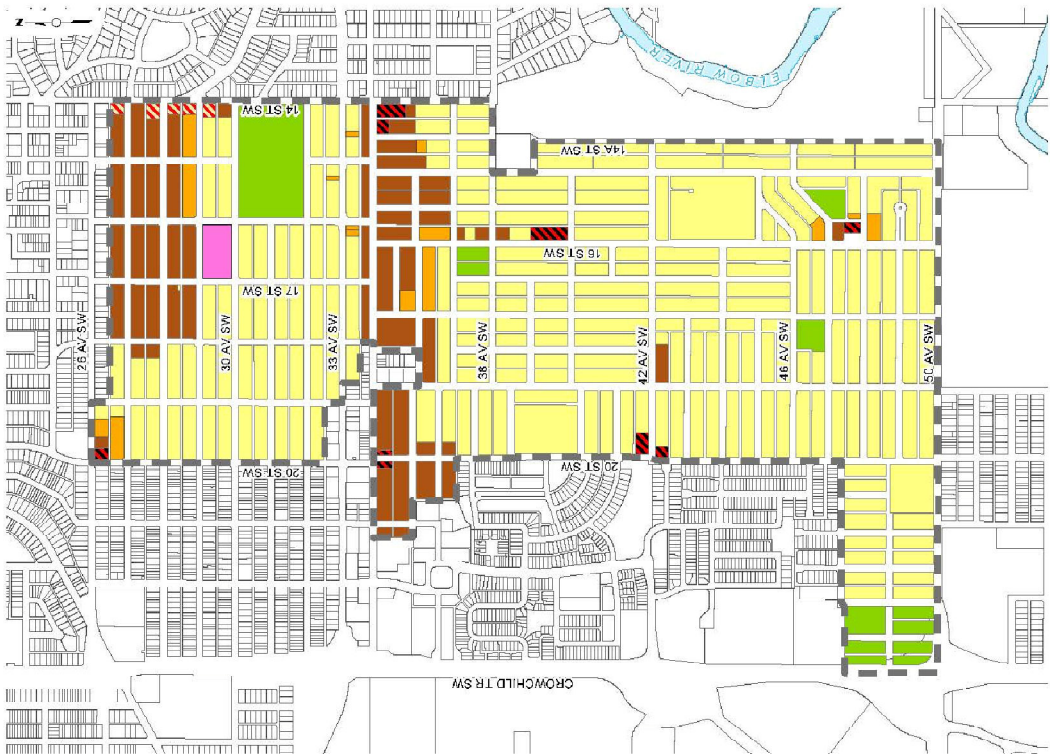 N
ELBOW RIVER
14 ST SW
14A ST SW
16 ST SW
17 ST SW
26 AV SW
30 AV SW
33 AV SW
38 AV SW
42 AV SW
46 AV SW
50 AV SW
20 ST SW
20 ST SW
CROWCHILD TR SW